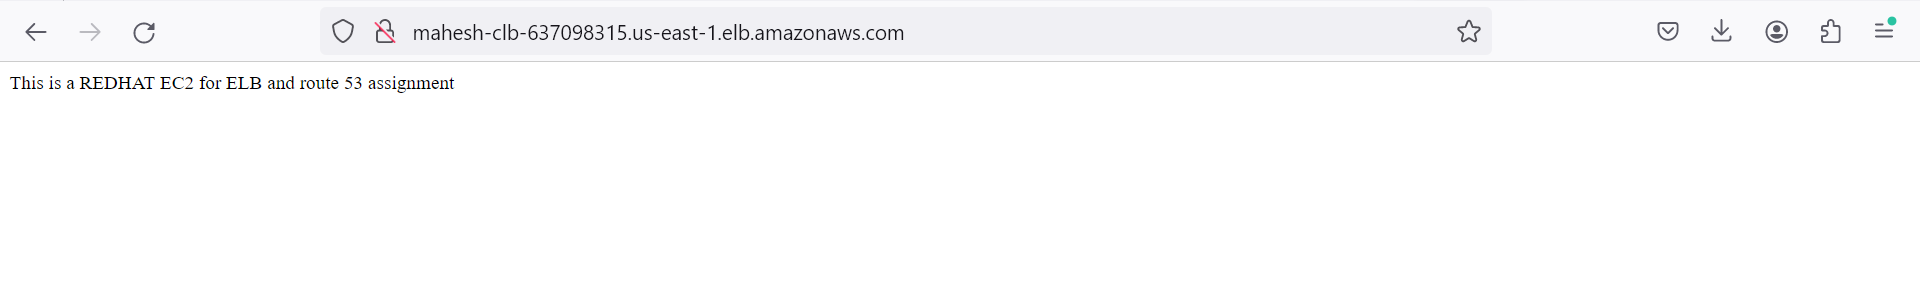 mahesh-clb-637098315.us-east-1.elb.amazonaws.com
This is a REDHAT EC2 for ELB and route 53 assignment